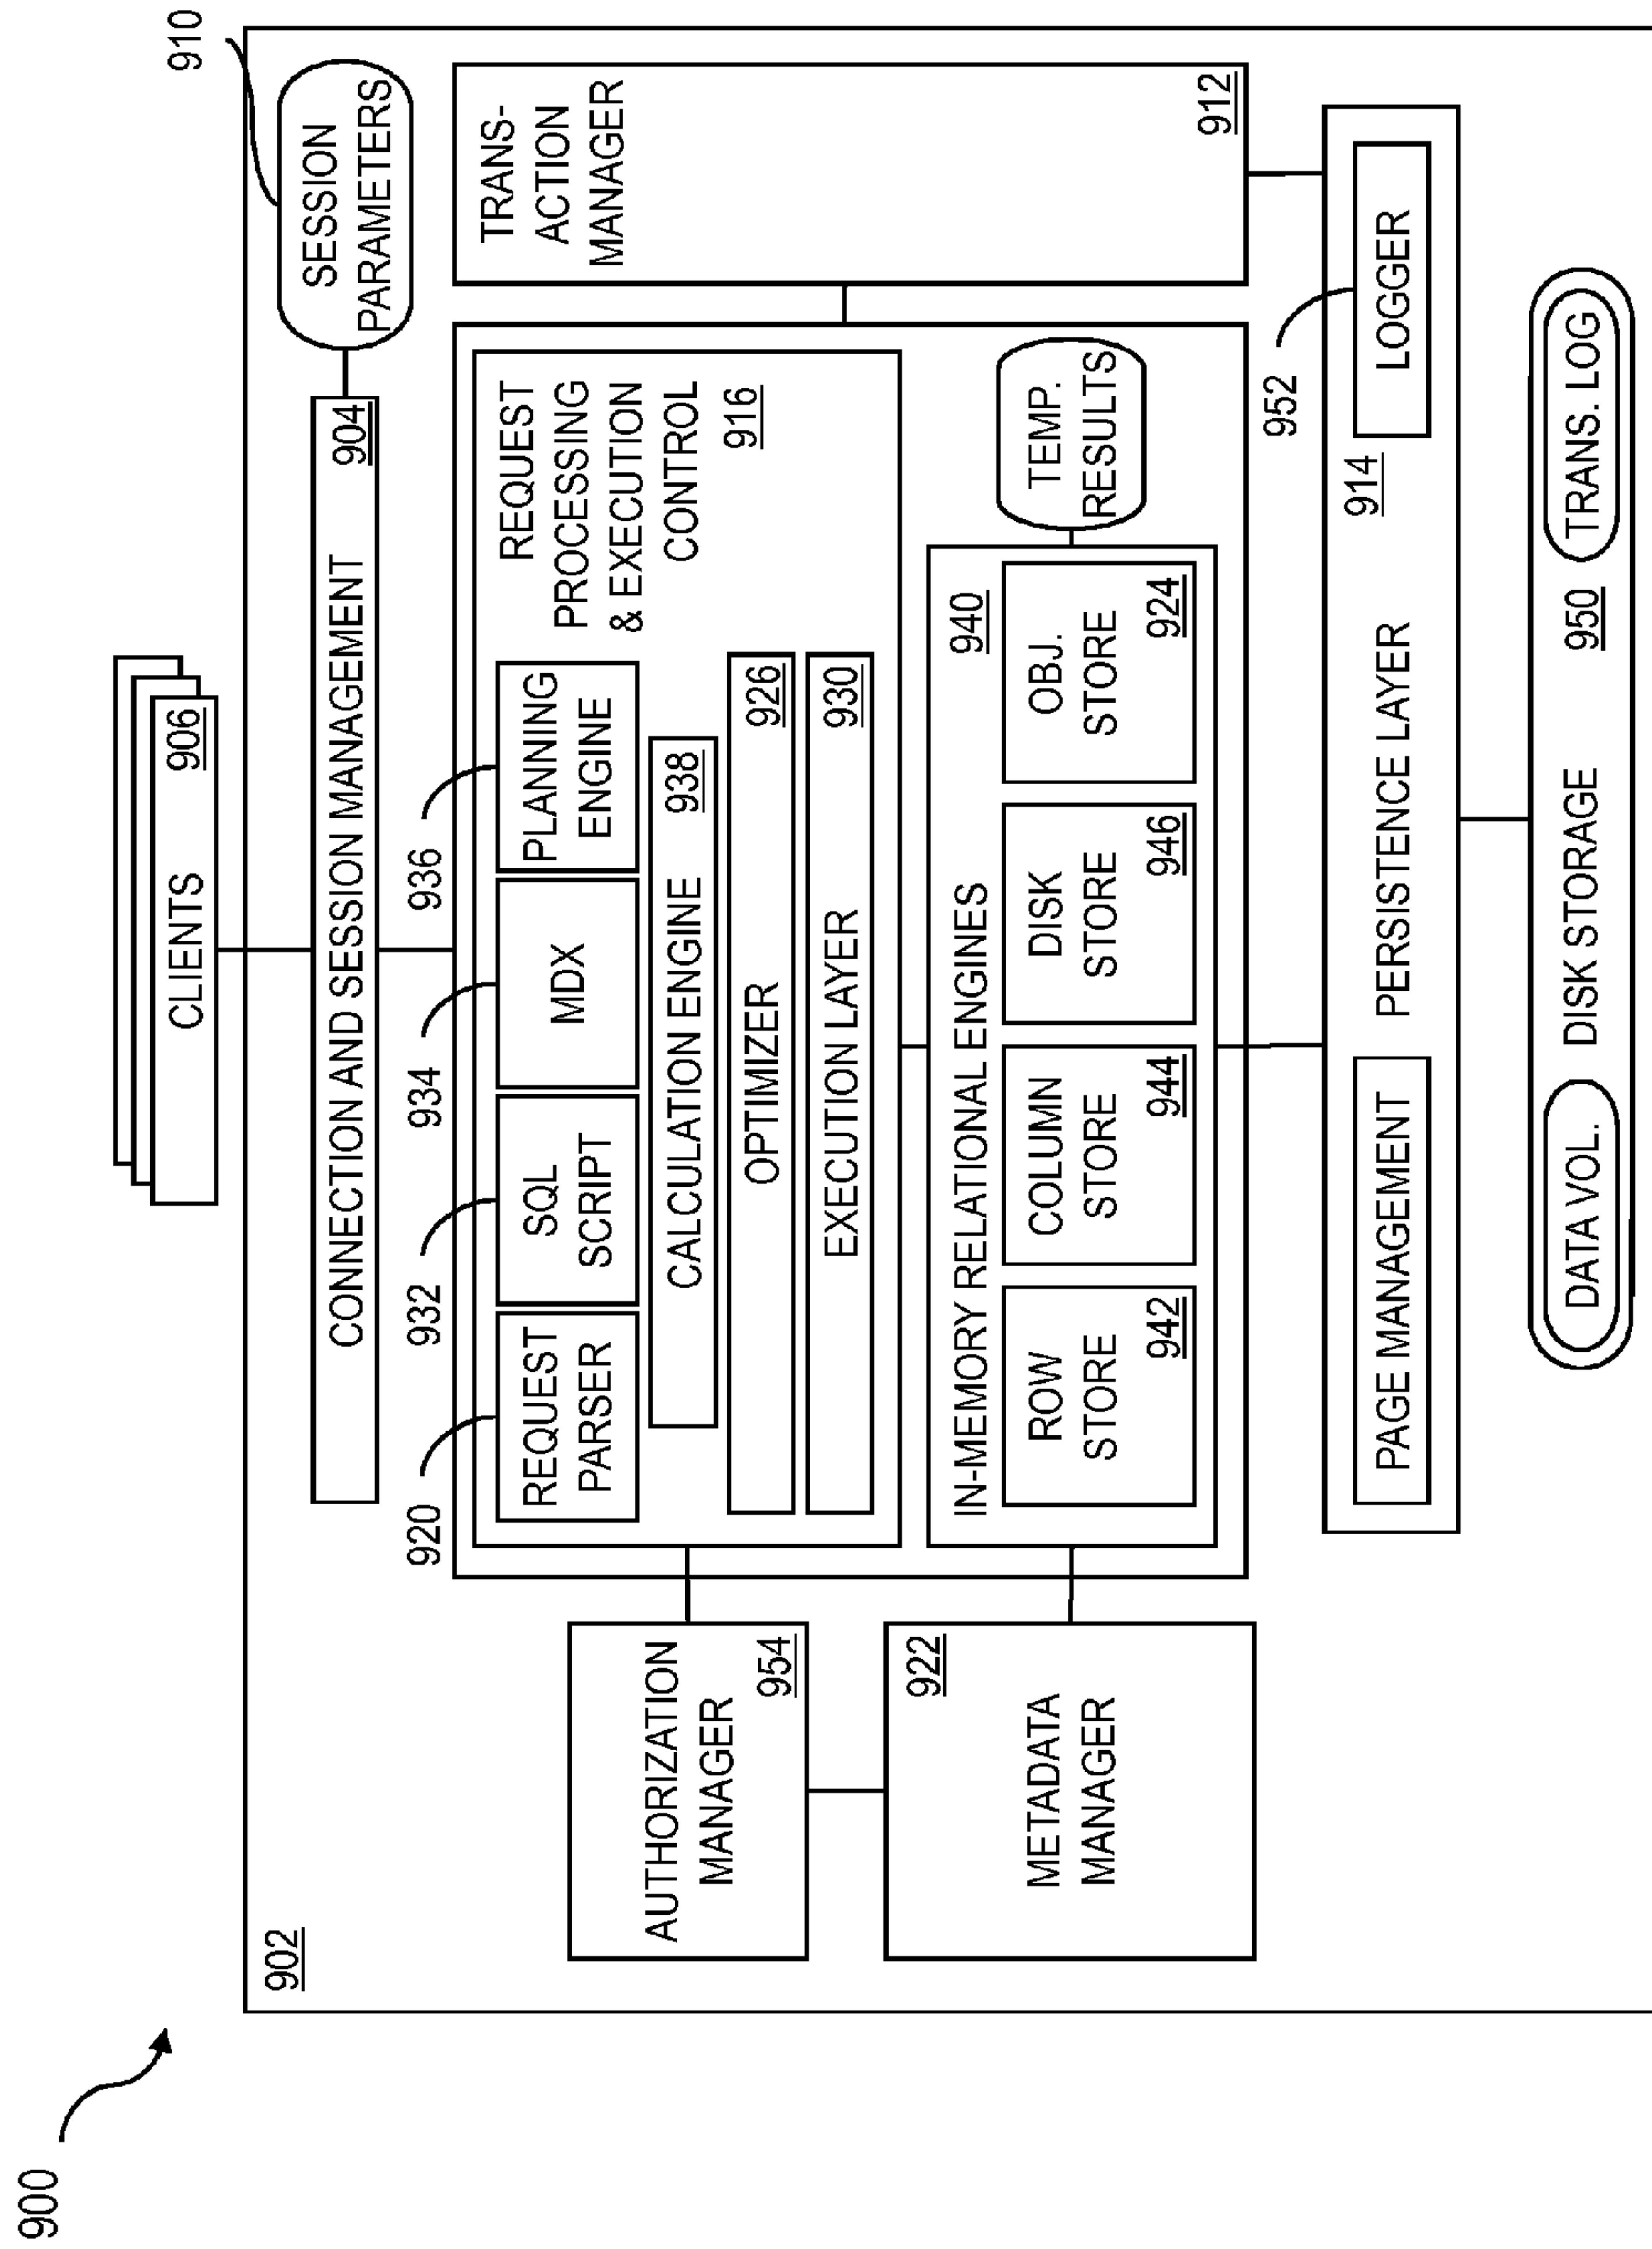 900
902
CLIENTS
906
910
CONNECTION AND SESSION MANAGEMENT
904
SESSION
PARAMETERS
920
932
934
936
REQUEST
PARSER
SQL
SCRIPT
MDX
PLANNING
ENGINE
REQUEST
PROCESSING
& EXECUTION
CONTROL
916
CALCULATION ENGINE
938
OPTIMIZER
926
EXECUTION LAYER
930
TRANS-
ACTION
MANAGER
912
AUTHORIZATION
MANAGER
954
METADATA
MANAGER
922
IN-MEMORY RELATIONAL ENGINES
940
ROW
STORE
942
COLUMN
STORE
944
DISK
STORE
946
OBJ.
STORE
924
TEMP.
RESULTS
952
PAGE MANAGEMENT
PERSISTENCE LAYER
914
LOGGER
DATA VOL.
DISK STORAGE
950
TRANS. LOG